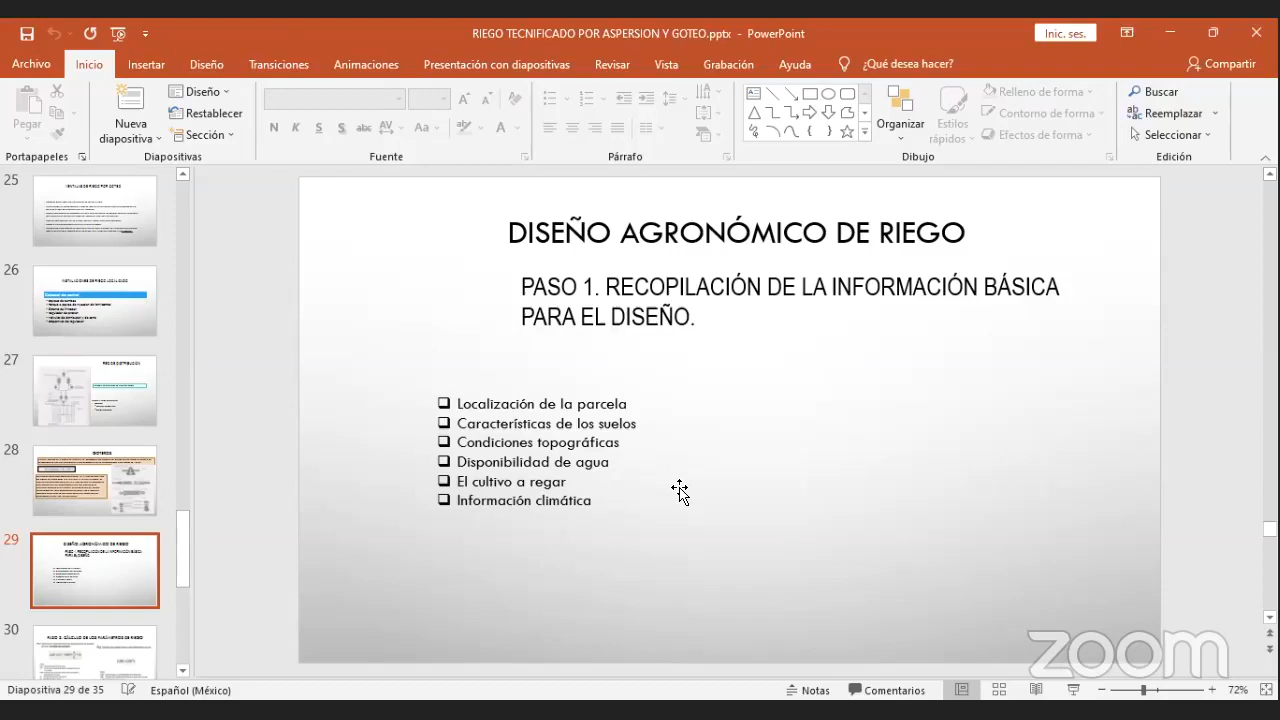 RIEGO TECNIFICADO POR ASPERSION Y GOTEO.pptx - PowerPoint
Inic. ses.
Archivo Inicio Insertar Diseño Transiciones Animaciones Presentación con diapositivas Revisar Vista Grabación Ayuda ¿Qué desea hacer? Compartir
Pegar
Nueva diapositiva
Diseño
Restablecer
Sección
N K S S abc AV Aa A
Organizar
Estilos rápidos
Relleno de forma
Contorno de forma
Efectos de forma
Buscar
Reemplazar
Seleccionar
Portapapeles Diapositivas Fuente Párrafo Dibujo Edición
25
26
27
28
29
30
DISEÑO AGRONÓMICO DE RIEGO
PASO 1. RECOPILACIÓN DE LA INFORMACIÓN BÁSICA
PARA EL DISEÑO.
Localización de la parcela
Características de los suelos
Condiciones topográficas
Disponibilidad de agua
El cultivo a regar
Información climática
zoom
Diapositiva 29 de 35 Español (México) Notas Comentarios 72%